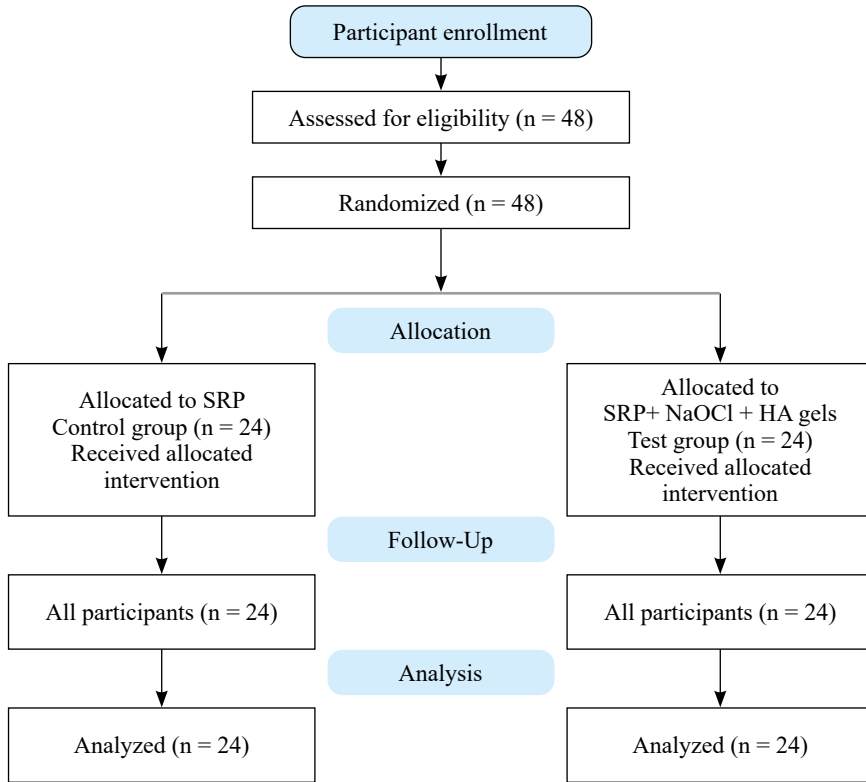 Participant enrollment
Assessed for eligibility (n = 48)
Randomized (n = 48)
Allocation
Allocated to SRP
Control group (n = 24)
Received allocated
intervention
Allocated to
SRP+ NaOCl + HA gels
Test group (n = 24)
Received allocated
intervention
Follow-Up
All participants (n = 24)
All participants (n = 24)
Analysis
Analyzed (n = 24)
Analyzed (n = 24)